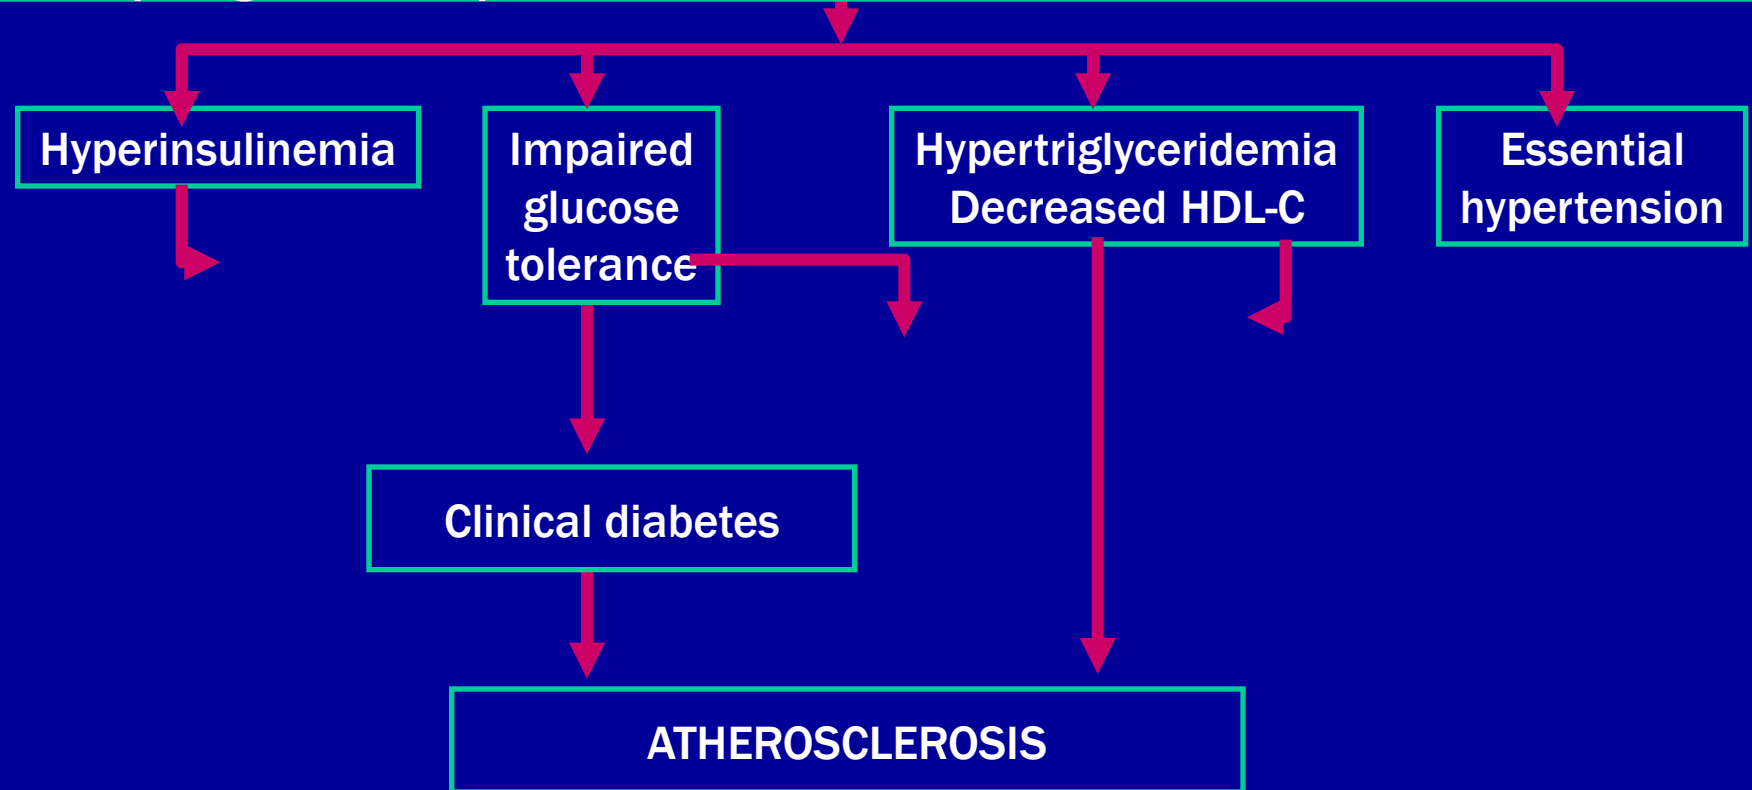 Hyperinsulinemia
Impaired
glucose
tolerance
Hypertriglyceridemia
Decreased HDL-C
Essential
hypertension
Clinical diabetes
ATHEROSCLEROSIS